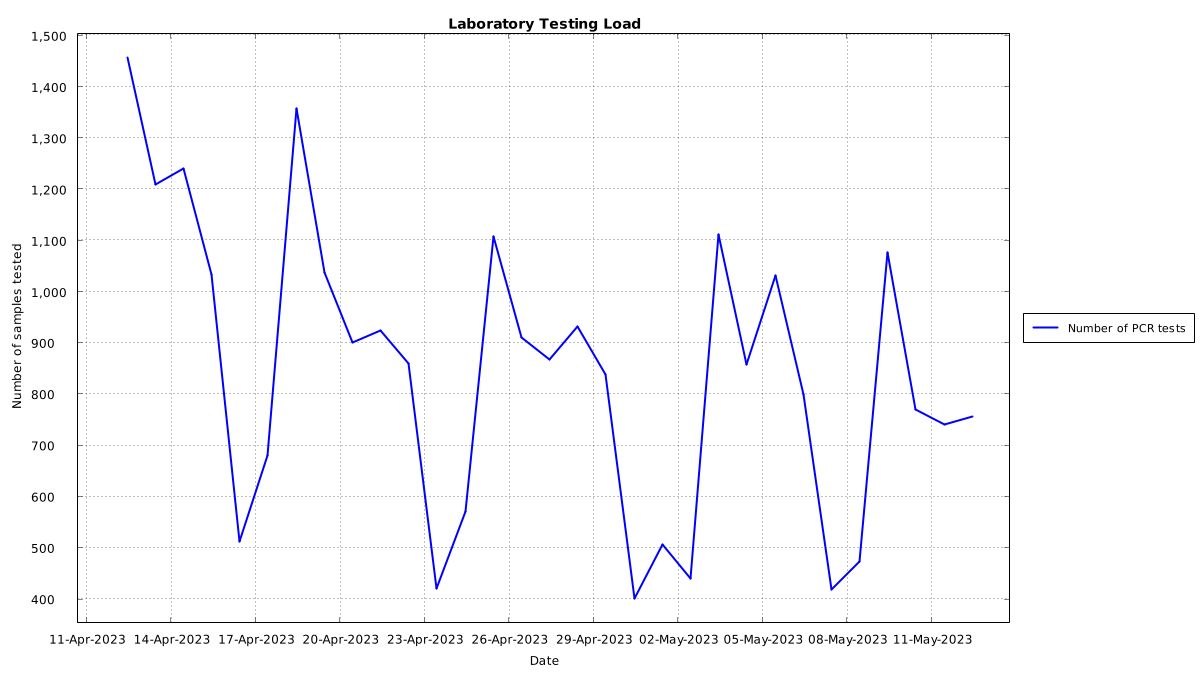 Laboratory Testing Load
1,500
1,400
1,300
1,200
1,100
1,000
900
800
700
600
500
400
Number of samples tested
11-Apr-2023 14-Apr-2023 17-Apr-2023 20-Apr-2023 23-Apr-2023 26-Apr-2023 29-Apr-2023 02-May-2023 05-May-2023 08-May-2023 11-May-2023
Date
Number of PCR tests